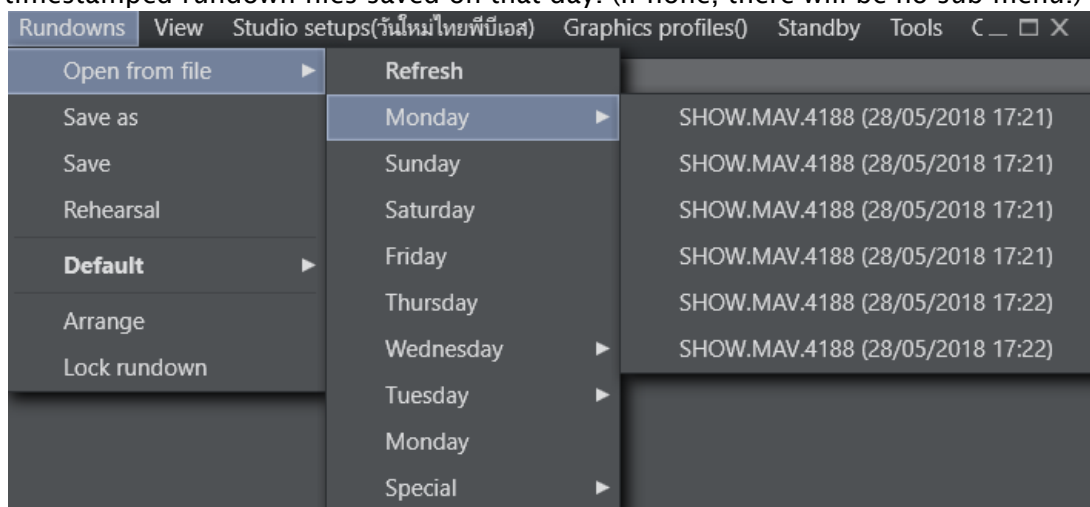 timestamped rundown files saved on that day. (If none, there will be no sub menu.)
Rundowns View Studio setups(วันใหม่ไทยพีบีเอส) Graphics profiles() Standby Tools C
Open from file
Save as
Save
Rehearsal
Default
Arrange
Lock rundown
Refresh
Monday
Sunday
Saturday
Friday
Thursday
Wednesday
Tuesday
Monday
Special
SHOW.MAV.4188 (28/05/2018 17:21)
SHOW.MAV.4188 (28/05/2018 17:21)
SHOW.MAV.4188 (28/05/2018 17:21)
SHOW.MAV.4188 (28/05/2018 17:21)
SHOW.MAV.4188 (28/05/2018 17:22)
SHOW.MAV.4188 (28/05/2018 17:22)